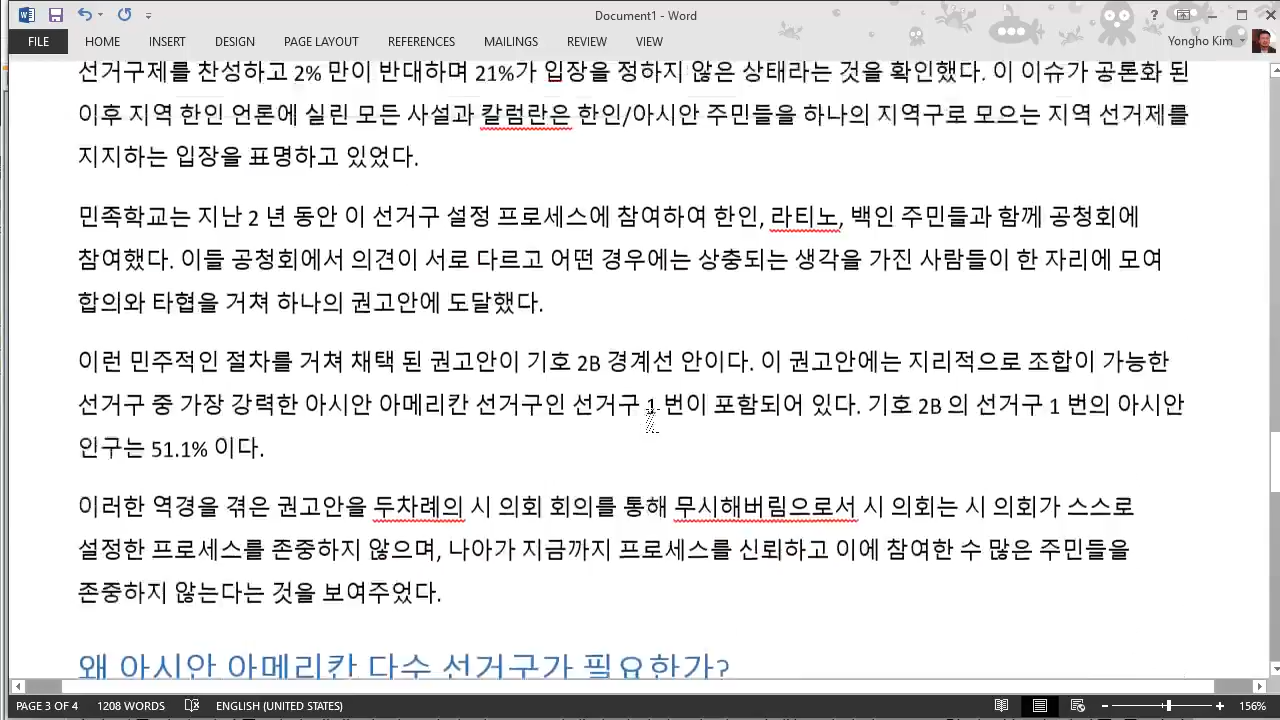 Document1 - Word
?
FILE HOME INSERT DESIGN PAGE LAYOUT REFERENCES MAILINGS REVIEW VIEW Yongho Kim
선거구제를 찬성하고 2% 만이 반대하며 21%가 입장을 정하지 않은 상태라는 것을 확인했다. 이 이슈가 공론화 된
이후 지역 한인 언론에 실린 모든 사설과 칼럼란은 한인/아시안 주민들을 하나의 지역구로 모으는 지역 선거제를
지지하는 입장을 표명하고 있었다.
민족학교는 지난 2 년 동안 이 선거구 설정 프로세스에 참여하여 한인, 라티노, 백인 주민들과 함께 공청회에
참여했다. 이들 공청회에서 의견이 서로 다르고 어떤 경우에는 상충되는 생각을 가진 사람들이 한 자리에 모여
합의와 타협을 거쳐 하나의 권고안에 도달했다.
이런 민주적인 절차를 거쳐 채택 된 권고안이 기호 2B 경계선 안이다. 이 권고안에는 지리적으로 조합이 가능한
선거구 중 가장 강력한 아시안 아메리칸 선거구인 선거구 1 번이 포함되어 있다. 기호 2B 의 선거구 1 번의 아시안
인구는 51.1% 이다.
이러한 역경을 겪은 권고안을 두차례의 시 의회 회의를 통해 무시해버림으로서 시 의회는 시 의회가 스스로
설정한 프로세스를 존중하지 않으며, 나아가 지금까지 프로세스를 신뢰하고 이에 참여한 수 많은 주민들을
존중하지 않는다는 것을 보여주었다.
왜 아시안 아메리칸 다수 선거구가 필요한가?
PAGE 3 OF 4 1208 WORDS ENGLISH (UNITED STATES) 156%